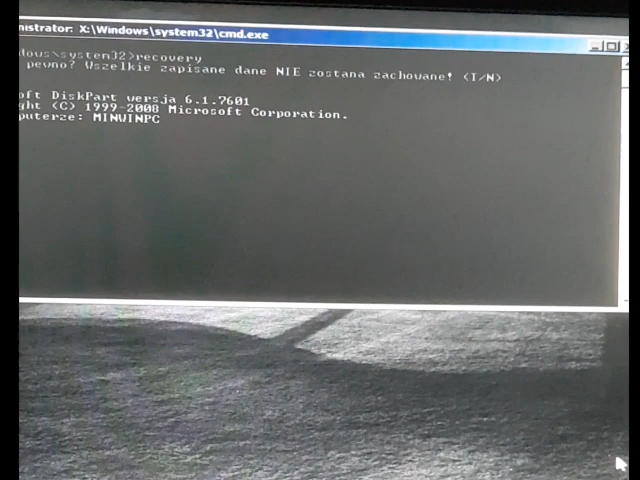 nistrator: X:\Windows\system32\cmd.exe
dows\system32>recovery
pewno? Wszelkie zapisane dane NIE zostana zachowane! (T/N)
oft DiskPart wersja 6.1.7601
ght (C) 1999-2008 Microsoft Corporation.
puterze: MINWINPC